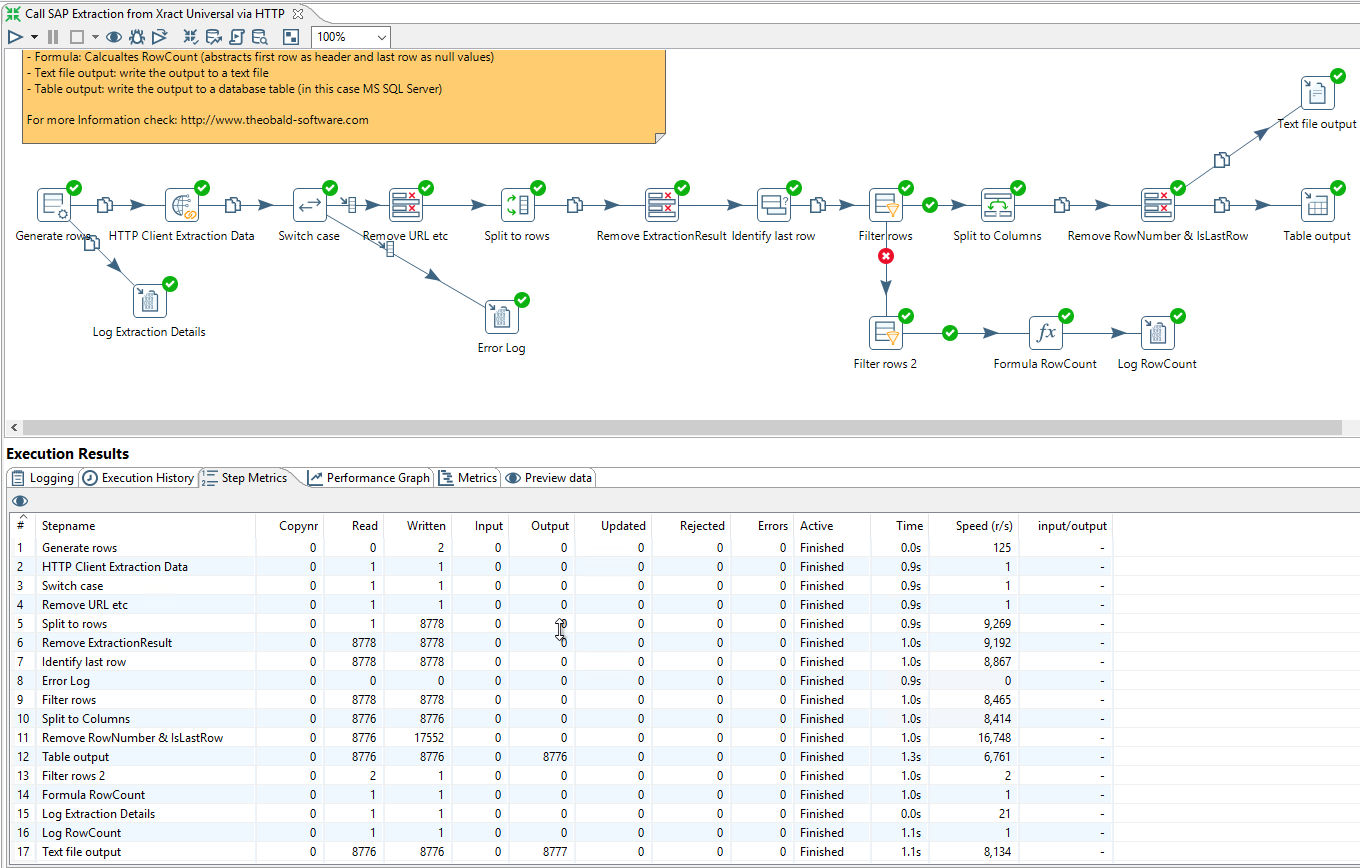 Call SAP Extraction from Xract Universal via HTTP
100%
- Formula: Calcualtes RowCount (abstracts first row as header and last row as null values)
- Text file output: write the output to a text file
- Table output: write the output to a database table (in this case MS SQL Server)
For more Information check: http://www.theobald-software.com
Text file output
Generate rows HTTP Client Extraction Data Switch case Remove URL etc Split to rows Remove ExtractionResult Identify last row Filter rows Split to Columns Remove RowNumber & IsLastRow Table output
Log Extraction Details
Error Log
Filter rows 2 Formula RowCount Log RowCount
Execution Results
Logging Execution History Step Metrics Performance Graph Metrics Preview data
# Stepname Copynr Read Written Input Output Updated Rejected Errors Active Time Speed (r/s) input/output
1 Generate rows 0 0 2 0 0 0 0 0 Finished 0.0s 125 -
2 HTTP Client Extraction Data 0 1 1 0 0 0 0 0 Finished 0.9s 1 -
3 Switch case 0 1 1 0 0 0 0 0 Finished 0.9s 1 -
4 Remove URL etc 0 1 1 0 0 0 0 0 Finished 0.9s 1 -
5 Split to rows 0 1 8778 0 0 0 0 0 Finished 0.9s 9,269 -
6 Remove ExtractionResult 0 8778 8778 0 0 0 0 0 Finished 1.0s 9,192 -
7 Identify last row 0 8778 8778 0 0 0 0 0 Finished 1.0s 8,867 -
8 Error Log 0 0 0 0 0 0 0 0 Finished 0.9s 0 -
9 Filter rows 0 8778 8778 0 0 0 0 0 Finished 1.0s 8,465 -
10 Split to Columns 0 8776 8776 0 0 0 0 0 Finished 1.0s 8,414 -
11 Remove RowNumber & IsLastRow 0 8776 17552 0 0 0 0 0 Finished 1.0s 16,748 -
12 Table output 0 8776 8776 0 8776 0 0 0 Finished 1.3s 6,761 -
13 Filter rows 2 0 2 1 0 0 0 0 0 Finished 1.0s 2 -
14 Formula RowCount 0 1 1 0 0 0 0 0 Finished 1.0s 1 -
15 Log Extraction Details 0 1 1 0 0 0 0 0 Finished 0.0s 21 -
16 Log RowCount 0 1 1 0 0 0 0 0 Finished 1.1s 1 -
17 Text file output 0 8776 8776 0 8777 0 0 0 Finished 1.1s 8,134 -